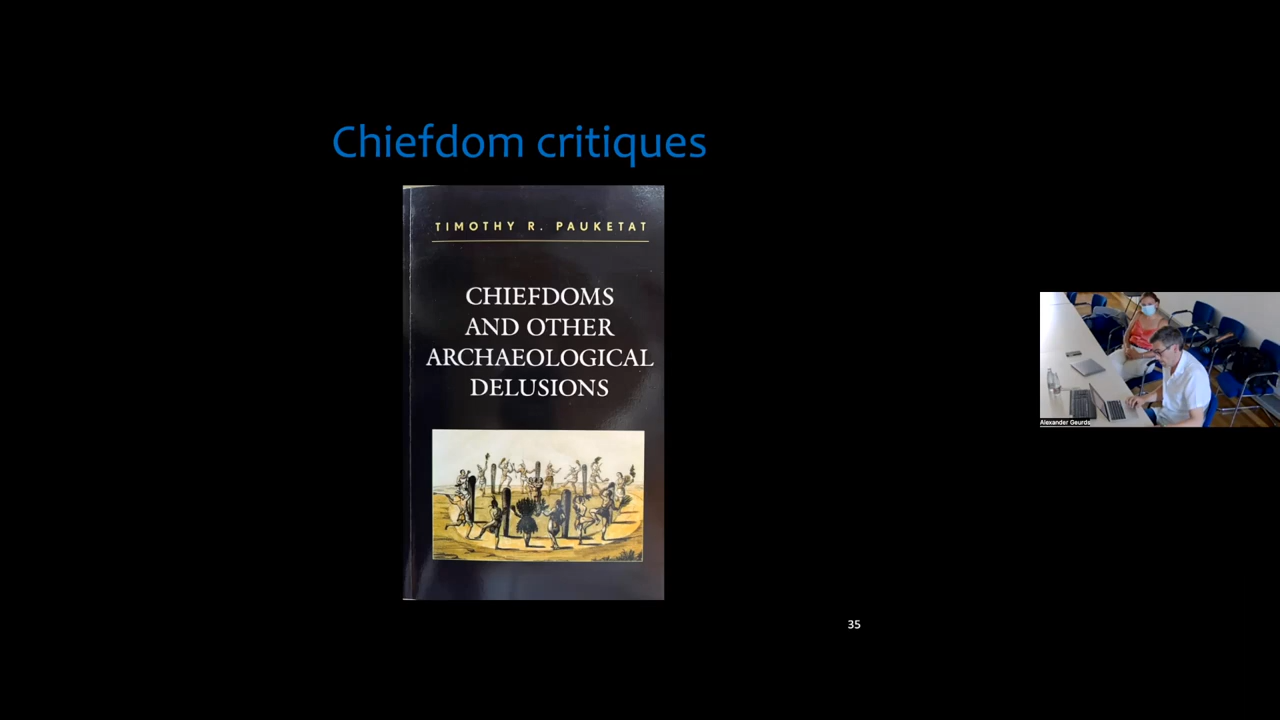 Chiefdom critiques
TIMOTHY R. PAUKETAT
CHIEFDOMS
AND OTHER
ARCHAEOLOGICAL
DELUSIONS
35
Alexander Geurds